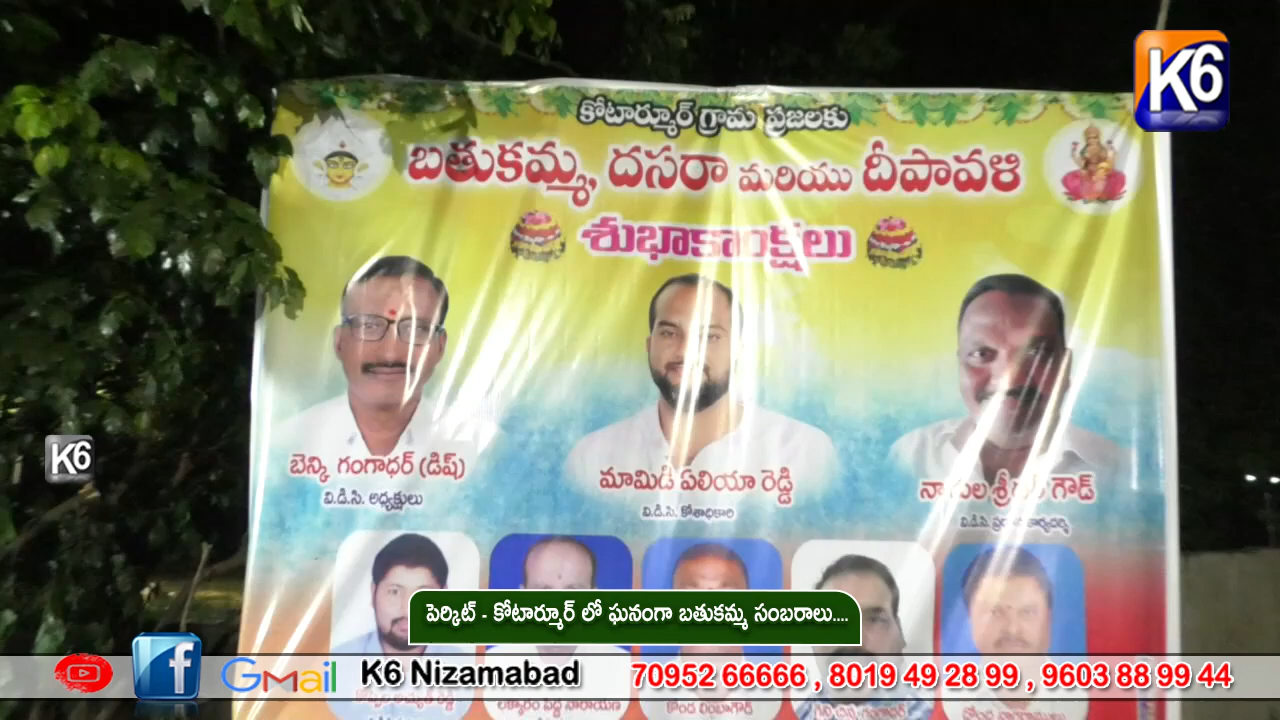 K6
కోటార్మూర్ గ్రామ ప్రజలకు
బతుకమ్మ, దసరా మరియు దీపావళి
శుభాకాంక్షలు
బెన్కి గంగాధర్ (డిష్)
వి.డి.సి. అధ్యక్షులు
మామిడి ఏలియా రెడ్డి
వి.డి.సి. కోశాధికారి
గౌడ్
వి.డి.సి.
K6
పెర్కిట్ - కోటార్మూర్ లో ఘనంగా బతుకమ్మ సంబరాలు....
f Gmail K6 Nizamabad 70952 66666 , 8019 49 28 99 , 9603 88 99 44